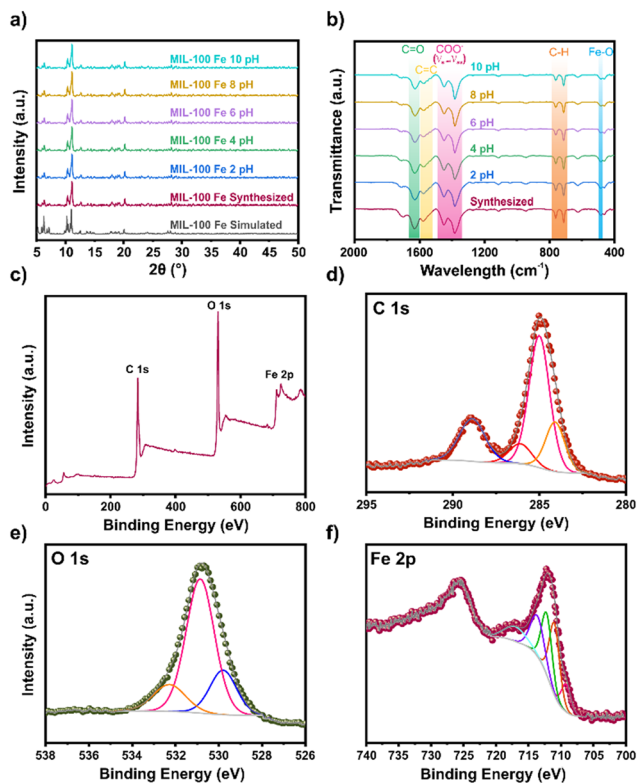 a)
Intensity (a.u.)
MIL-100 Fe 10 pH
MIL-100 Fe 8 pH
MIL-100 Fe 6 pH
MIL-100 Fe 4 pH
MIL-100 Fe 2 pH
MIL-100 Fe Synthesized
MIL-100 Fe Simulated
5 10 15 20 25 30 35 40 45 50
2θ (°)
b)
Transmittance (a.u.)
C=O
C=C
COO⁻
C-H
Fe-O
10 pH
8 pH
6 pH
4 pH
2 pH
Synthesized
2000 1600 1200 800 400
Wavelength (cm⁻¹)
c)
Intensity (a.u.)
C 1s
O 1s
Fe 2p
0 200 400 600 800
Binding Energy (eV)
d)
C 1s
Intensity (a.u.)
295 290 285 280
Binding Energy (eV)
e)
O 1s
Intensity (a.u.)
538 536 534 532 530 528 526
Binding Energy (eV)
f)
Fe 2p
Intensity (a.u.)
740 735 730 725 720 715 710 705 700
Binding Energy (eV)